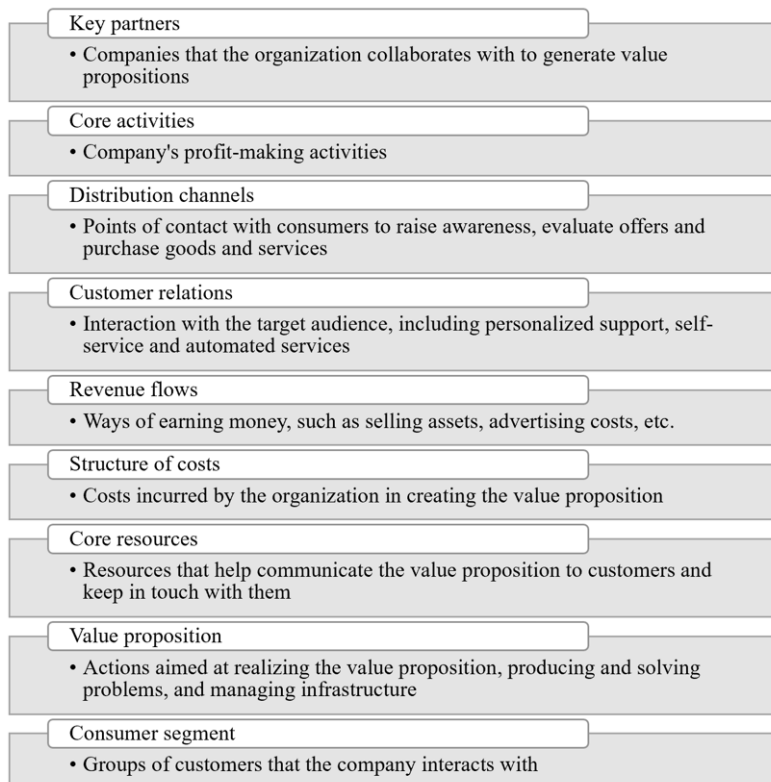 Key partners
• Companies that the organization collaborates with to generate value
propositions
Core activities
• Company's profit-making activities
Distribution channels
• Points of contact with consumers to raise awareness, evaluate offers and
purchase goods and services
Customer relations
• Interaction with the target audience, including personalized support, self-
service and automated services
Revenue flows
• Ways of earning money, such as selling assets, advertising costs, etc.
Structure of costs
• Costs incurred by the organization in creating the value proposition
Core resources
• Resources that help communicate the value proposition to customers and
keep in touch with them
Value proposition
• Actions aimed at realizing the value proposition, producing and solving
problems, and managing infrastructure
Consumer segment
• Groups of customers that the company interacts with